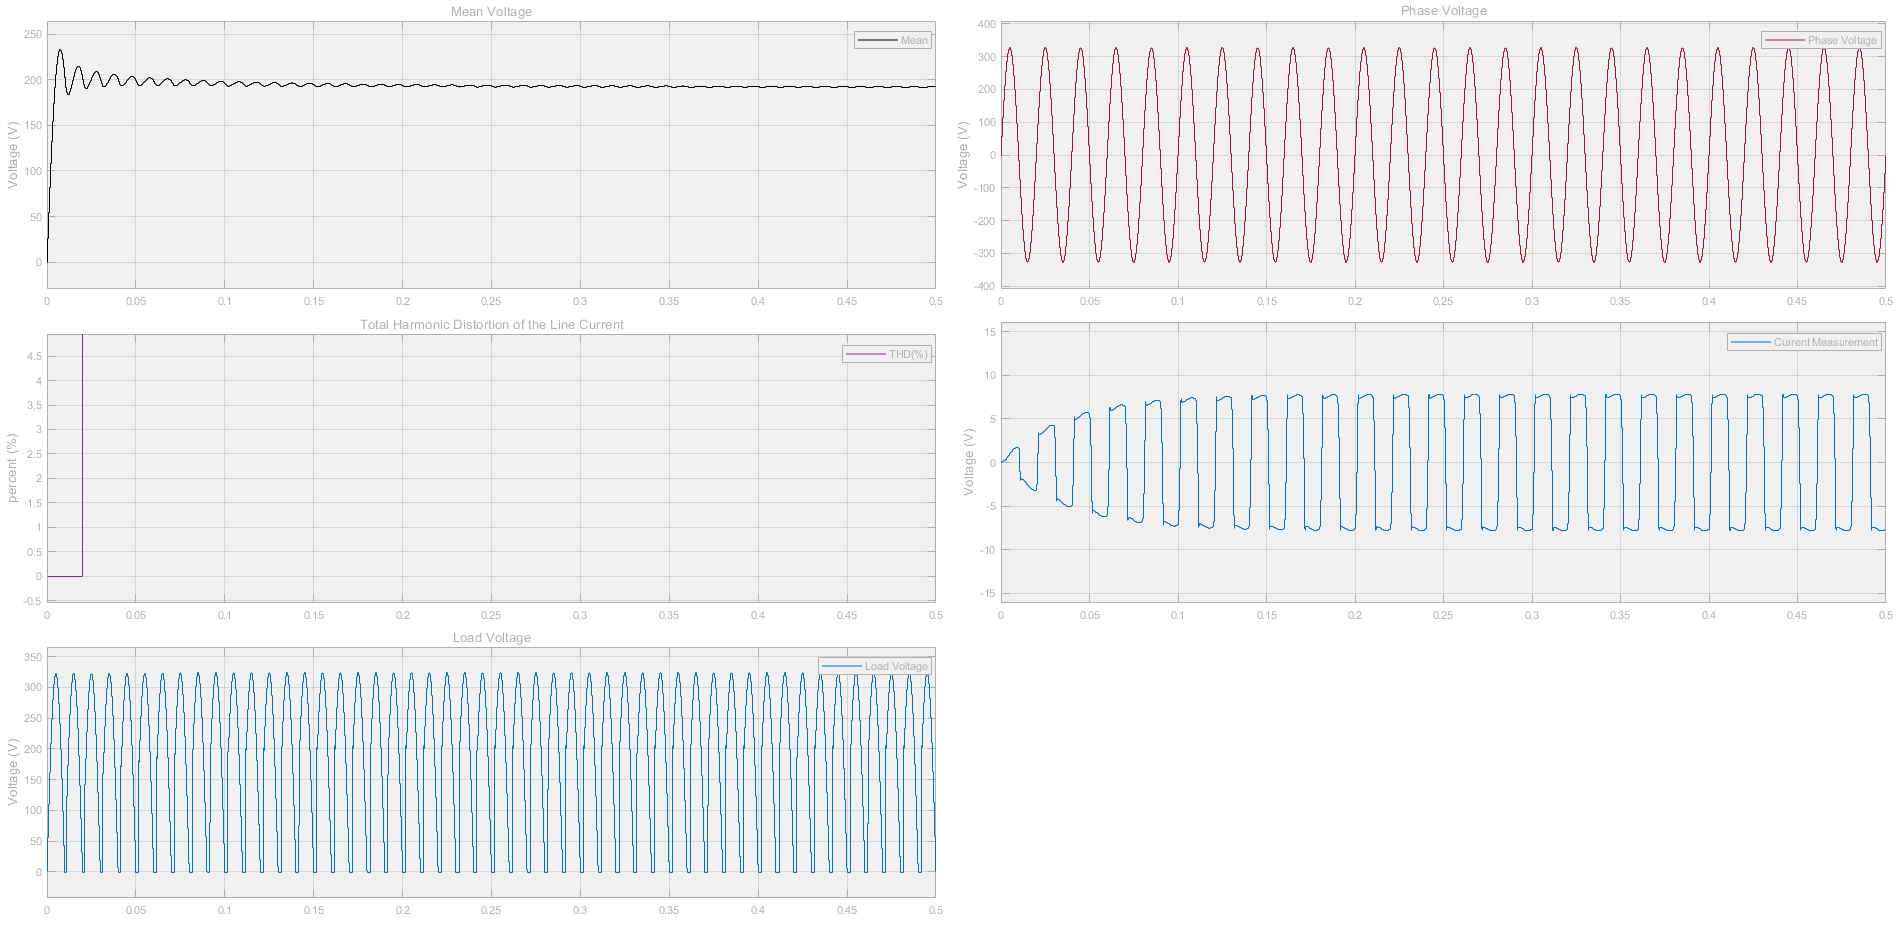 Mean Voltage
Mean
Voltage (V)
250
200
150
100
50
0
0 0.05 0.1 0.15 0.2 0.25 0.3 0.35 0.4 0.45 0.5
Phase Voltage
Phase Voltage
Voltage (V)
400
300
200
100
0
-100
-200
-300
-400
0 0.05 0.1 0.15 0.2 0.25 0.3 0.35 0.4 0.45 0.5
Total Harmonic Distortion of the Line Current
THD(%)
percent (%)
4.5
4
3.5
3
2.5
2
1.5
1
0.5
0
-0.5
0 0.05 0.1 0.15 0.2 0.25 0.3 0.35 0.4 0.45 0.5
Current Measurement
Voltage (V)
15
10
5
0
-5
-10
-15
0 0.05 0.1 0.15 0.2 0.25 0.3 0.35 0.4 0.45 0.5
Load Voltage
Load Voltage
Voltage (V)
350
300
250
200
150
100
50
0
0 0.05 0.1 0.15 0.2 0.25 0.3 0.35 0.4 0.45 0.5